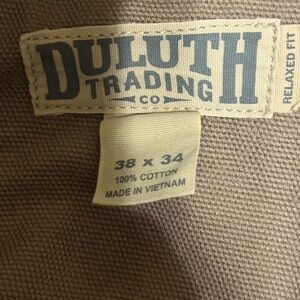 DULUTH
TRADING
CO
RELAXED FIT
38 x 34
100% COTTON
MADE IN VIETNAM